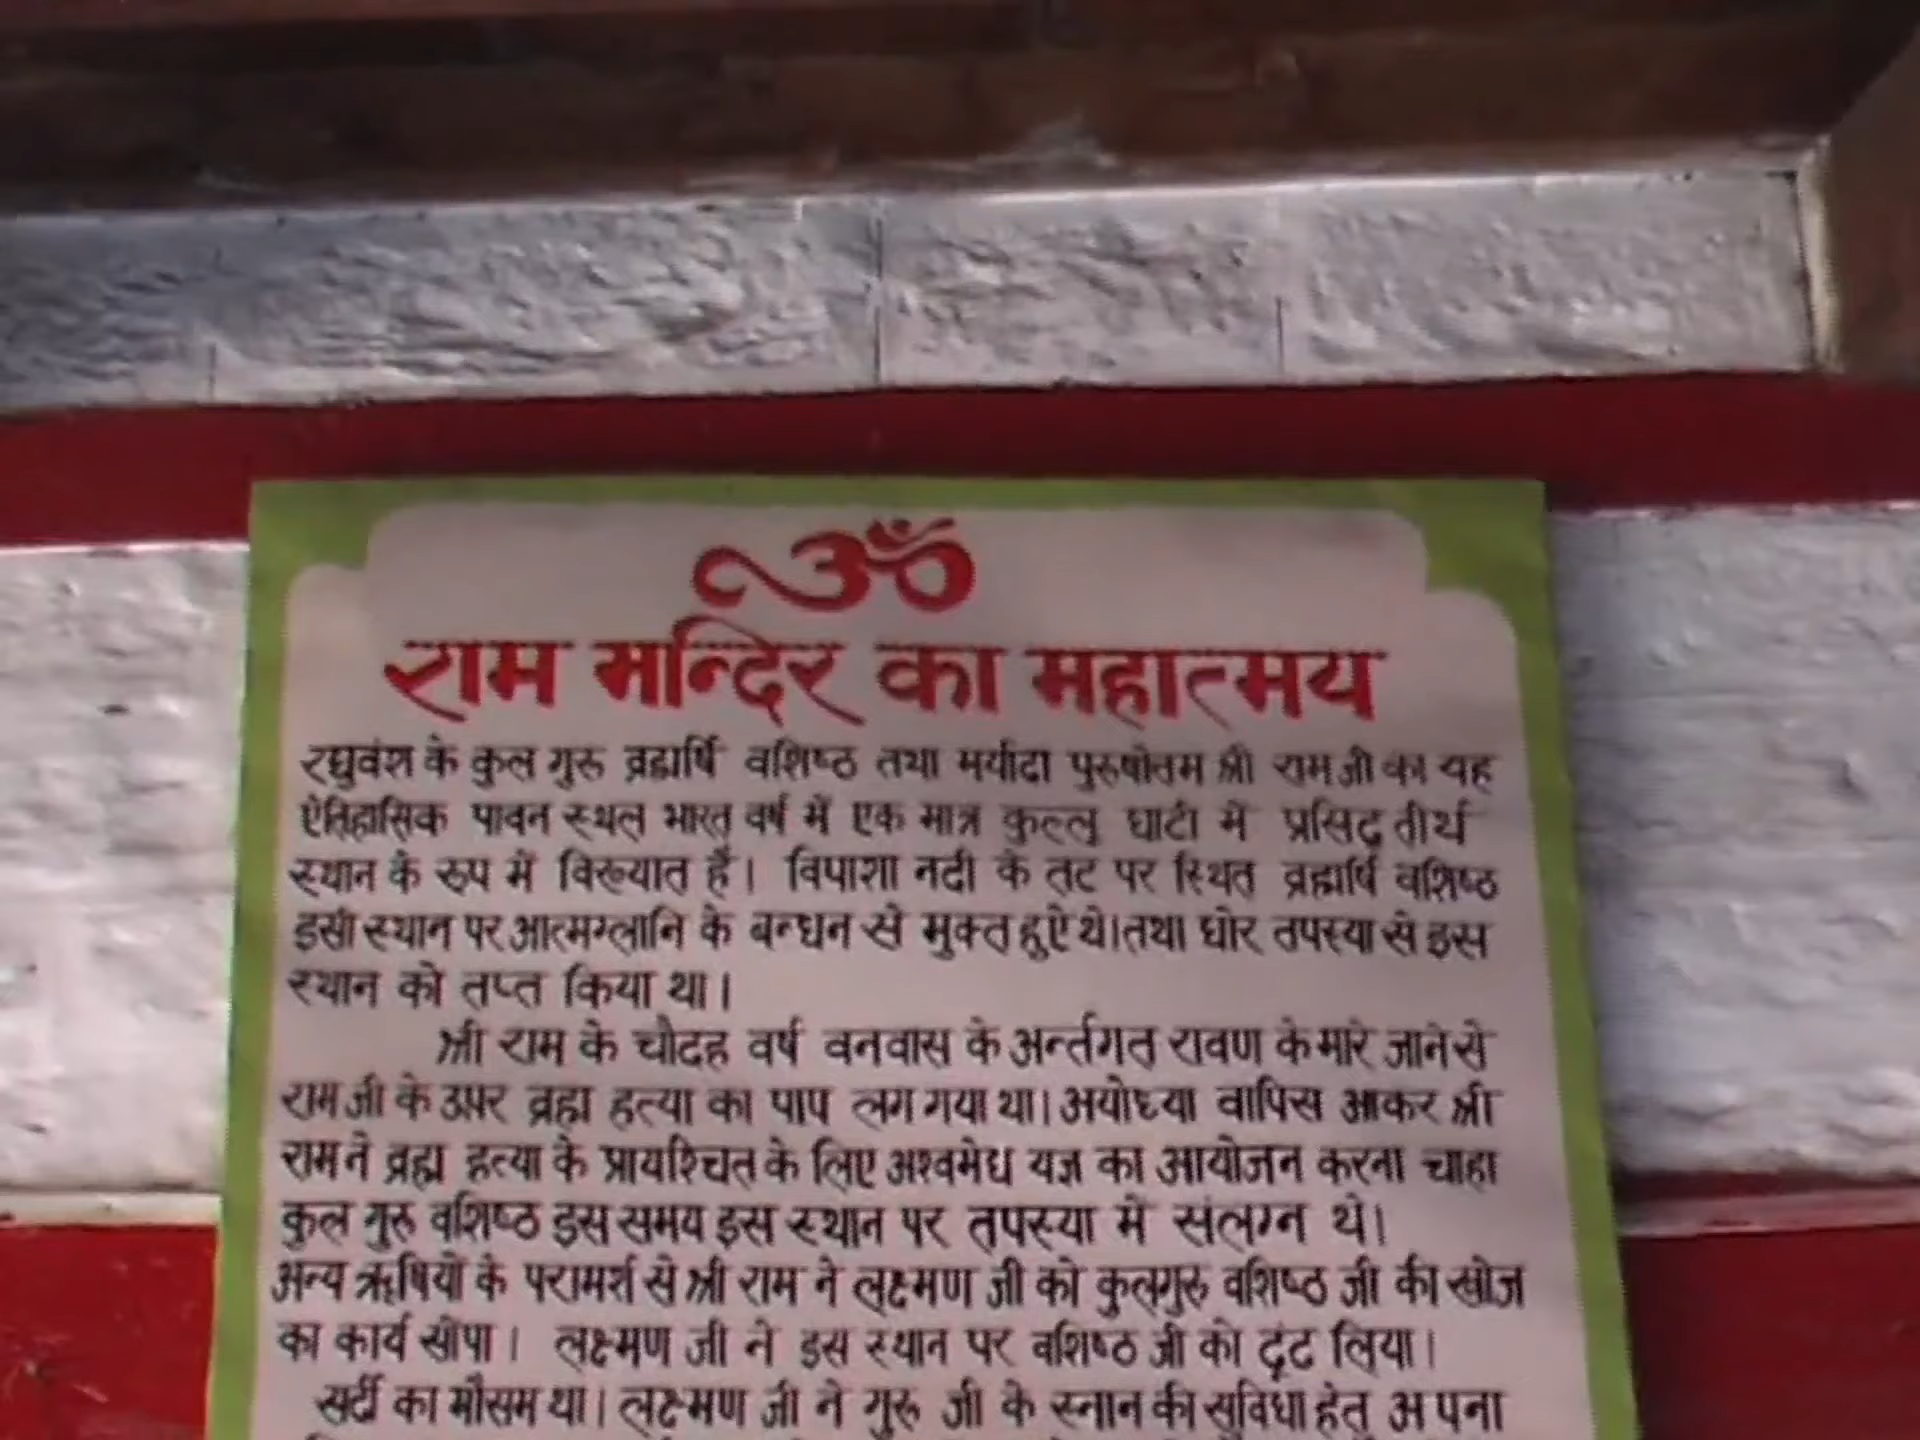 ॐ
राम मन्दिर का महात्मय
रघुवंश के कुल गुरु ब्रह्मर्षि वशिष्ठ तथा मर्यादा पुरुषोतम श्री राम जी का यह
ऐतिहासिक पावन स्थल भारत वर्ष में एक मात्र कुल्लु घाटी में प्रसिद्ध तीर्थ
स्थान के रुप में विख्यात है। विपाशा नदी के तट पर स्थित ब्रह्मर्षि वशिष्ठ
इसी स्थान पर आत्मग्लानि के बन्धन से मुक्त हुऐ थे। तथा घोर तपस्या से इस
स्थान को तप्त किया था।
श्री राम के चौदह वर्ष वनवास के अर्न्तगत रावण के मारे जाने से
राम जी के उपर ब्रह्म हत्या का पाप लग गया था। अयोध्या वापिस आकर श्री
राम ने ब्रह्म हत्या के प्रायश्चित के लिए अश्वमेध यज्ञ का आयोजन करना चाहा
कुल गुरु वशिष्ठ इस समय इस स्थान पर तपस्या में संलग्न थे।
अन्य ऋषियों के परामर्श से श्री राम ने लक्ष्मण जी को कुलगुरु वशिष्ठ जी की खोज
का कार्य सौंपा। लक्ष्मण जी ने इस स्थान पर वशिष्ठ जी को ढूंढ लिया।
सर्दी का मौसम था। लक्ष्मण जी ने गुरु जी के स्नान की सुविधा हेतु अपना